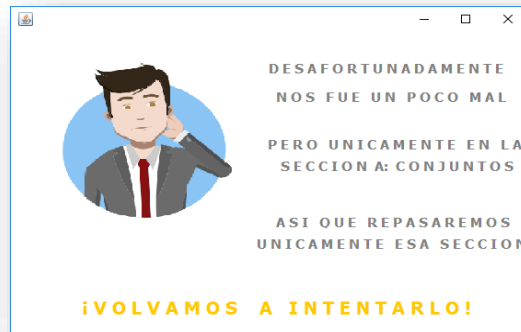 DESAFORTUNADAMENTE
NOS FUE UN POCO MAL
PERO UNICAMENTE EN LA
SECCION A: CONJUNTOS
ASI QUE REPASAREMOS
UNICAMENTE ESA SECCION
¡VOLVAMOS A INTENTARLO!